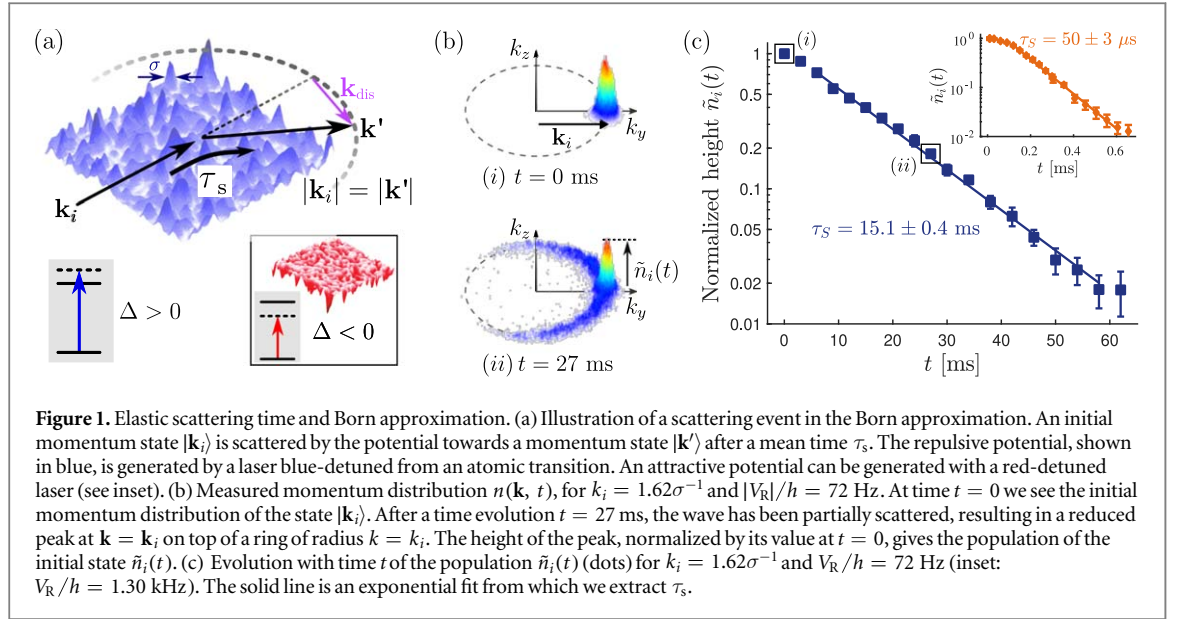 (a)
σ
k_dis
k'
τ_s
k_i
|k_i| = |k'|
Δ > 0
Δ < 0
(b)
k_z
k_y
k_i
(i) t = 0 ms
k_z
ñ_i(t)
k_y
(ii) t = 27 ms
(c)
Normalized height ñ_i(t)
1
0.5
0.2
0.1
0.05
0.02
0.01
(i)
(ii)
τ_S = 15.1 ± 0.4 ms
0
10
20
30
40
50
60
t [ms]
ñ_i(t)
10^0
10^-1
10^-2
τ_S = 50 ± 3 μs
0
0.2
0.4
0.6
t [ms]
Figure 1. Elastic scattering time and Born approximation. (a) Illustration of a scattering event in the Born approximation. An initial
momentum state |k_i⟩ is scattered by the potential towards a momentum state |k'⟩ after a mean time τ_s. The repulsive potential, shown
in blue, is generated by a laser blue-detuned from an atomic transition. An attractive potential can be generated with a red-detuned
laser (see inset). (b) Measured momentum distribution n(k, t), for k_i = 1.62σ^−1 and |V_R|/h = 72 Hz. At time t = 0 we see the initial
momentum distribution of the state |k_i⟩. After a time evolution t = 27 ms, the wave has been partially scattered, resulting in a reduced
peak at k = k_i on top of a ring of radius k = k_i. The height of the peak, normalized by its value at t = 0, gives the population of the
initial state ñ_i(t). (c) Evolution with time t of the population ñ_i(t) (dots) for k_i = 1.62σ^−1 and V_R/h = 72 Hz (inset:
V_R/h = 1.30 kHz). The solid line is an exponential fit from which we extract τ_s.